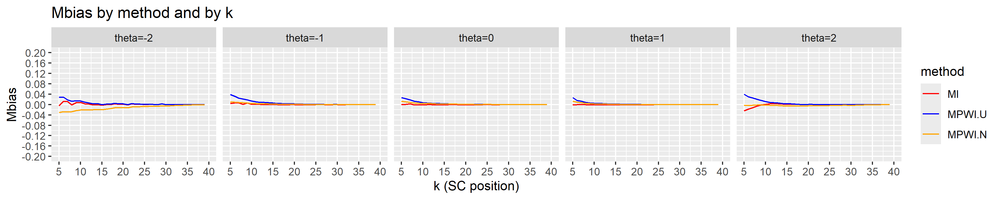 Mbias by method and by k
theta=-2 theta=-1 theta=0 theta=1 theta=2
Mbias
0.20
0.16
0.12
0.08
0.04
0.00
-0.04
-0.08
-0.12
-0.16
-0.20
5 10 15 20 25 30 35 40 5 10 15 20 25 30 35 40 5 10 15 20 25 30 35 40 5 10 15 20 25 30 35 40 5 10 15 20 25 30 35 40
k (SC position)
method
MI
MPWI.U
MPWI.N